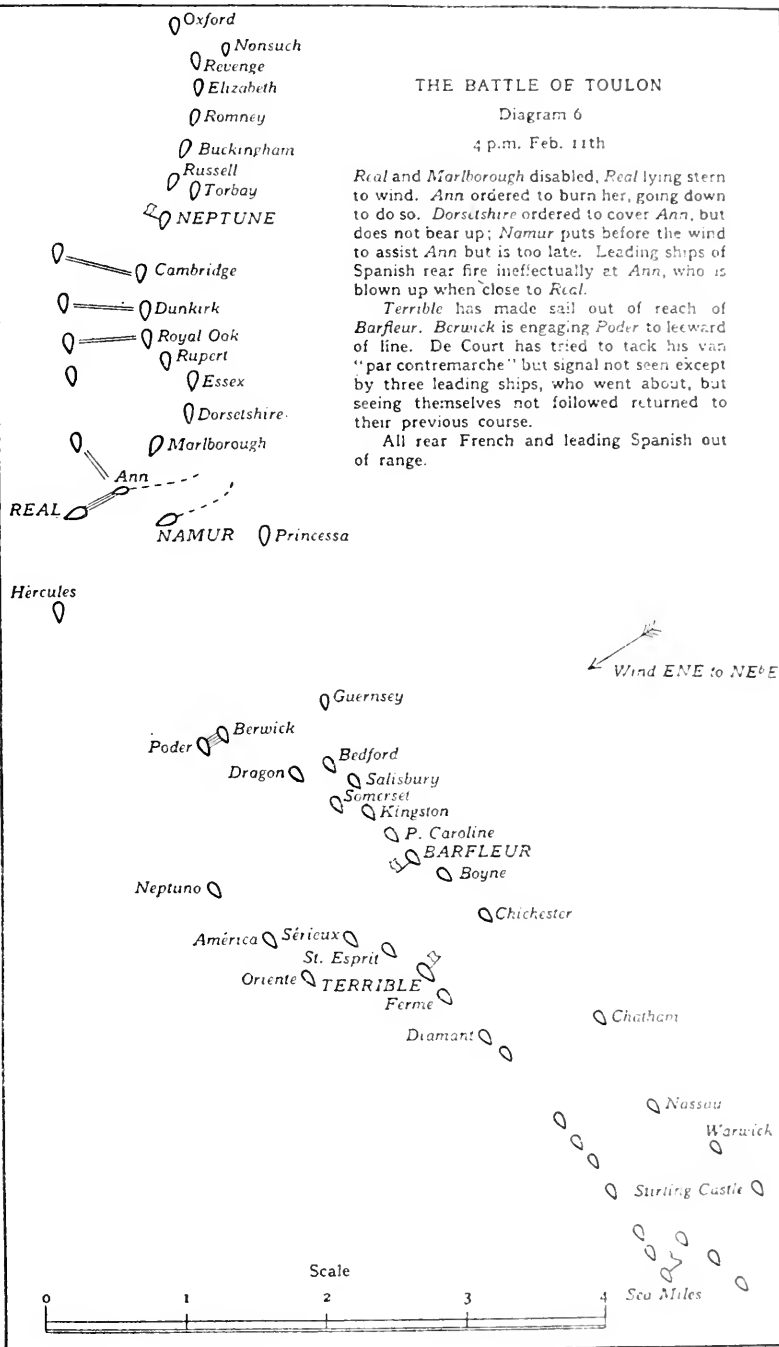 Oxford
Nonsuch
Revenge
Elizabeth
Romney
Buckingham
Russell
Torbay
NEPTUNE
Cambridge
Dunkirk
Royal Oak
Rupert
Essex
Dorsetshire
Marlborough
Ann
REAL
NAMUR
Princessa
THE BATTLE OF TOULON
Diagram 6
4 p.m. Feb. 11th
Real and Marlborough disabled, Real lying stern
to wind. Ann ordered to burn her, going down
to do so. Dorsetshire ordered to cover Ann, but
does not bear up; Namur puts before the wind
to assist Ann but is too late. Leading ships of
Spanish rear fire ineffectually at Ann, who is
blown up when close to Real.
Terrible has made sail out of reach of
Barfleur. Berwick is engaging Poder to leeward
of line. De Court has tried to tack his van
"par contremarche" but signal not seen except
by three leading ships, who went about, but
seeing themselves not followed returned to
their previous course.
All rear French and leading Spanish out
of range.
Hércules
Wind ENE to NEbE
Guernsey
Berwick
Poder
Bedford
Dragon
Salisbury
Somerset
Kingston
P. Caroline
BARFLEUR
Boyne
Neptuno
Chichester
América
Sérieux
St. Esprit
Oriente
TERRIBLE
Ferme
Chatham
Diamant
Nassau
Warwick
Stirling Castle
Scale
0 1 2 3 4
Sea Miles